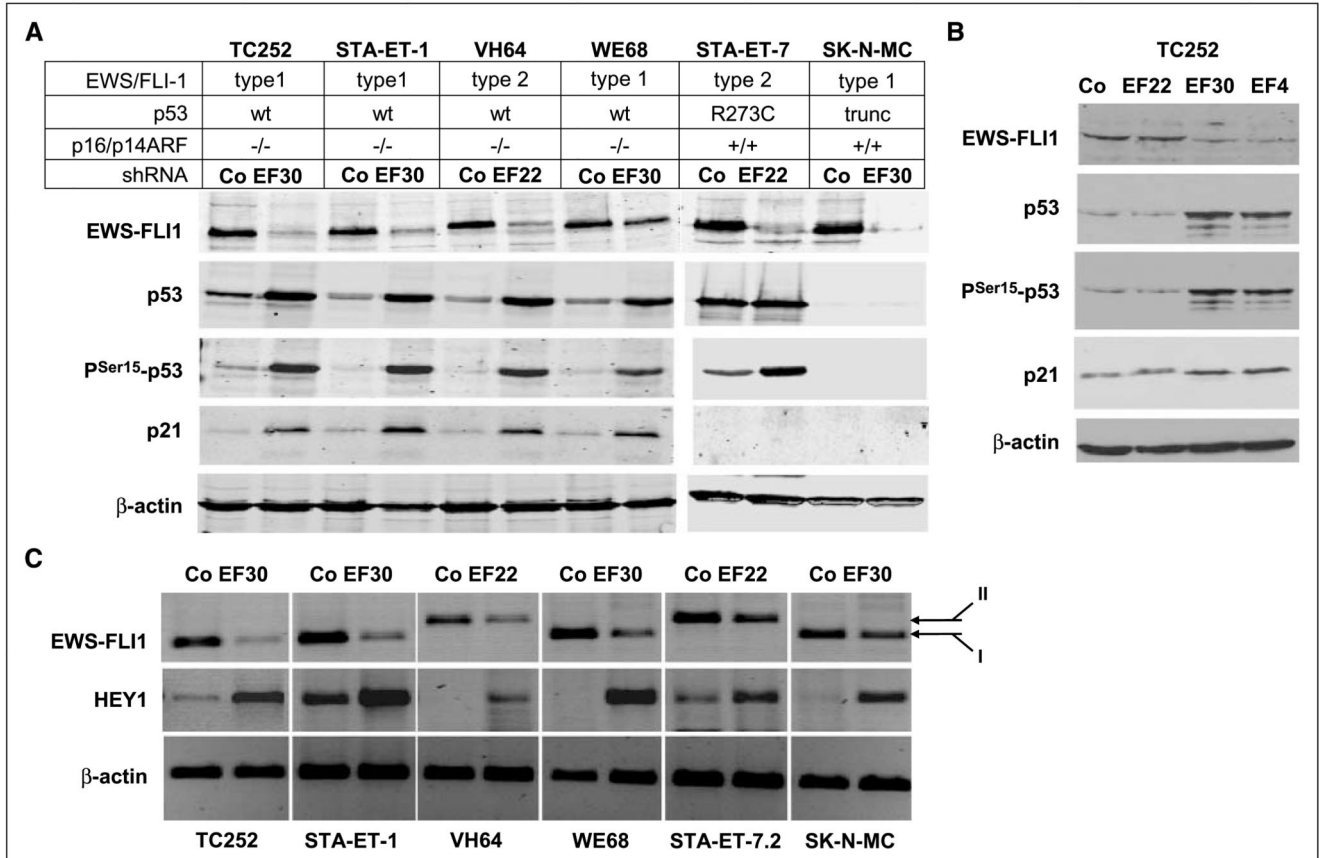 A
TC252 STA-ET-1 VH64 WE68 STA-ET-7 SK-N-MC
EWS/FLI-1 type1 type1 type 2 type 1 type 2 type 1
p53 wt wt wt wt R273C trunc
p16/p14ARF -/- -/- -/- -/- +/+ +/+
shRNA Co EF30 Co EF30 Co EF22 Co EF30 Co EF22 Co EF30
EWS-FLI1
p53
PSer15-p53
p21
β-actin
B
TC252
Co EF22 EF30 EF4
EWS-FLI1
p53
PSer15-p53
p21
β-actin
C
Co EF30 Co EF30 Co EF22 Co EF30 Co EF22 Co EF30
EWS-FLI1
II
I
HEY1
β-actin
TC252 STA-ET-1 VH64 WE68 STA-ET-7.2 SK-N-MC